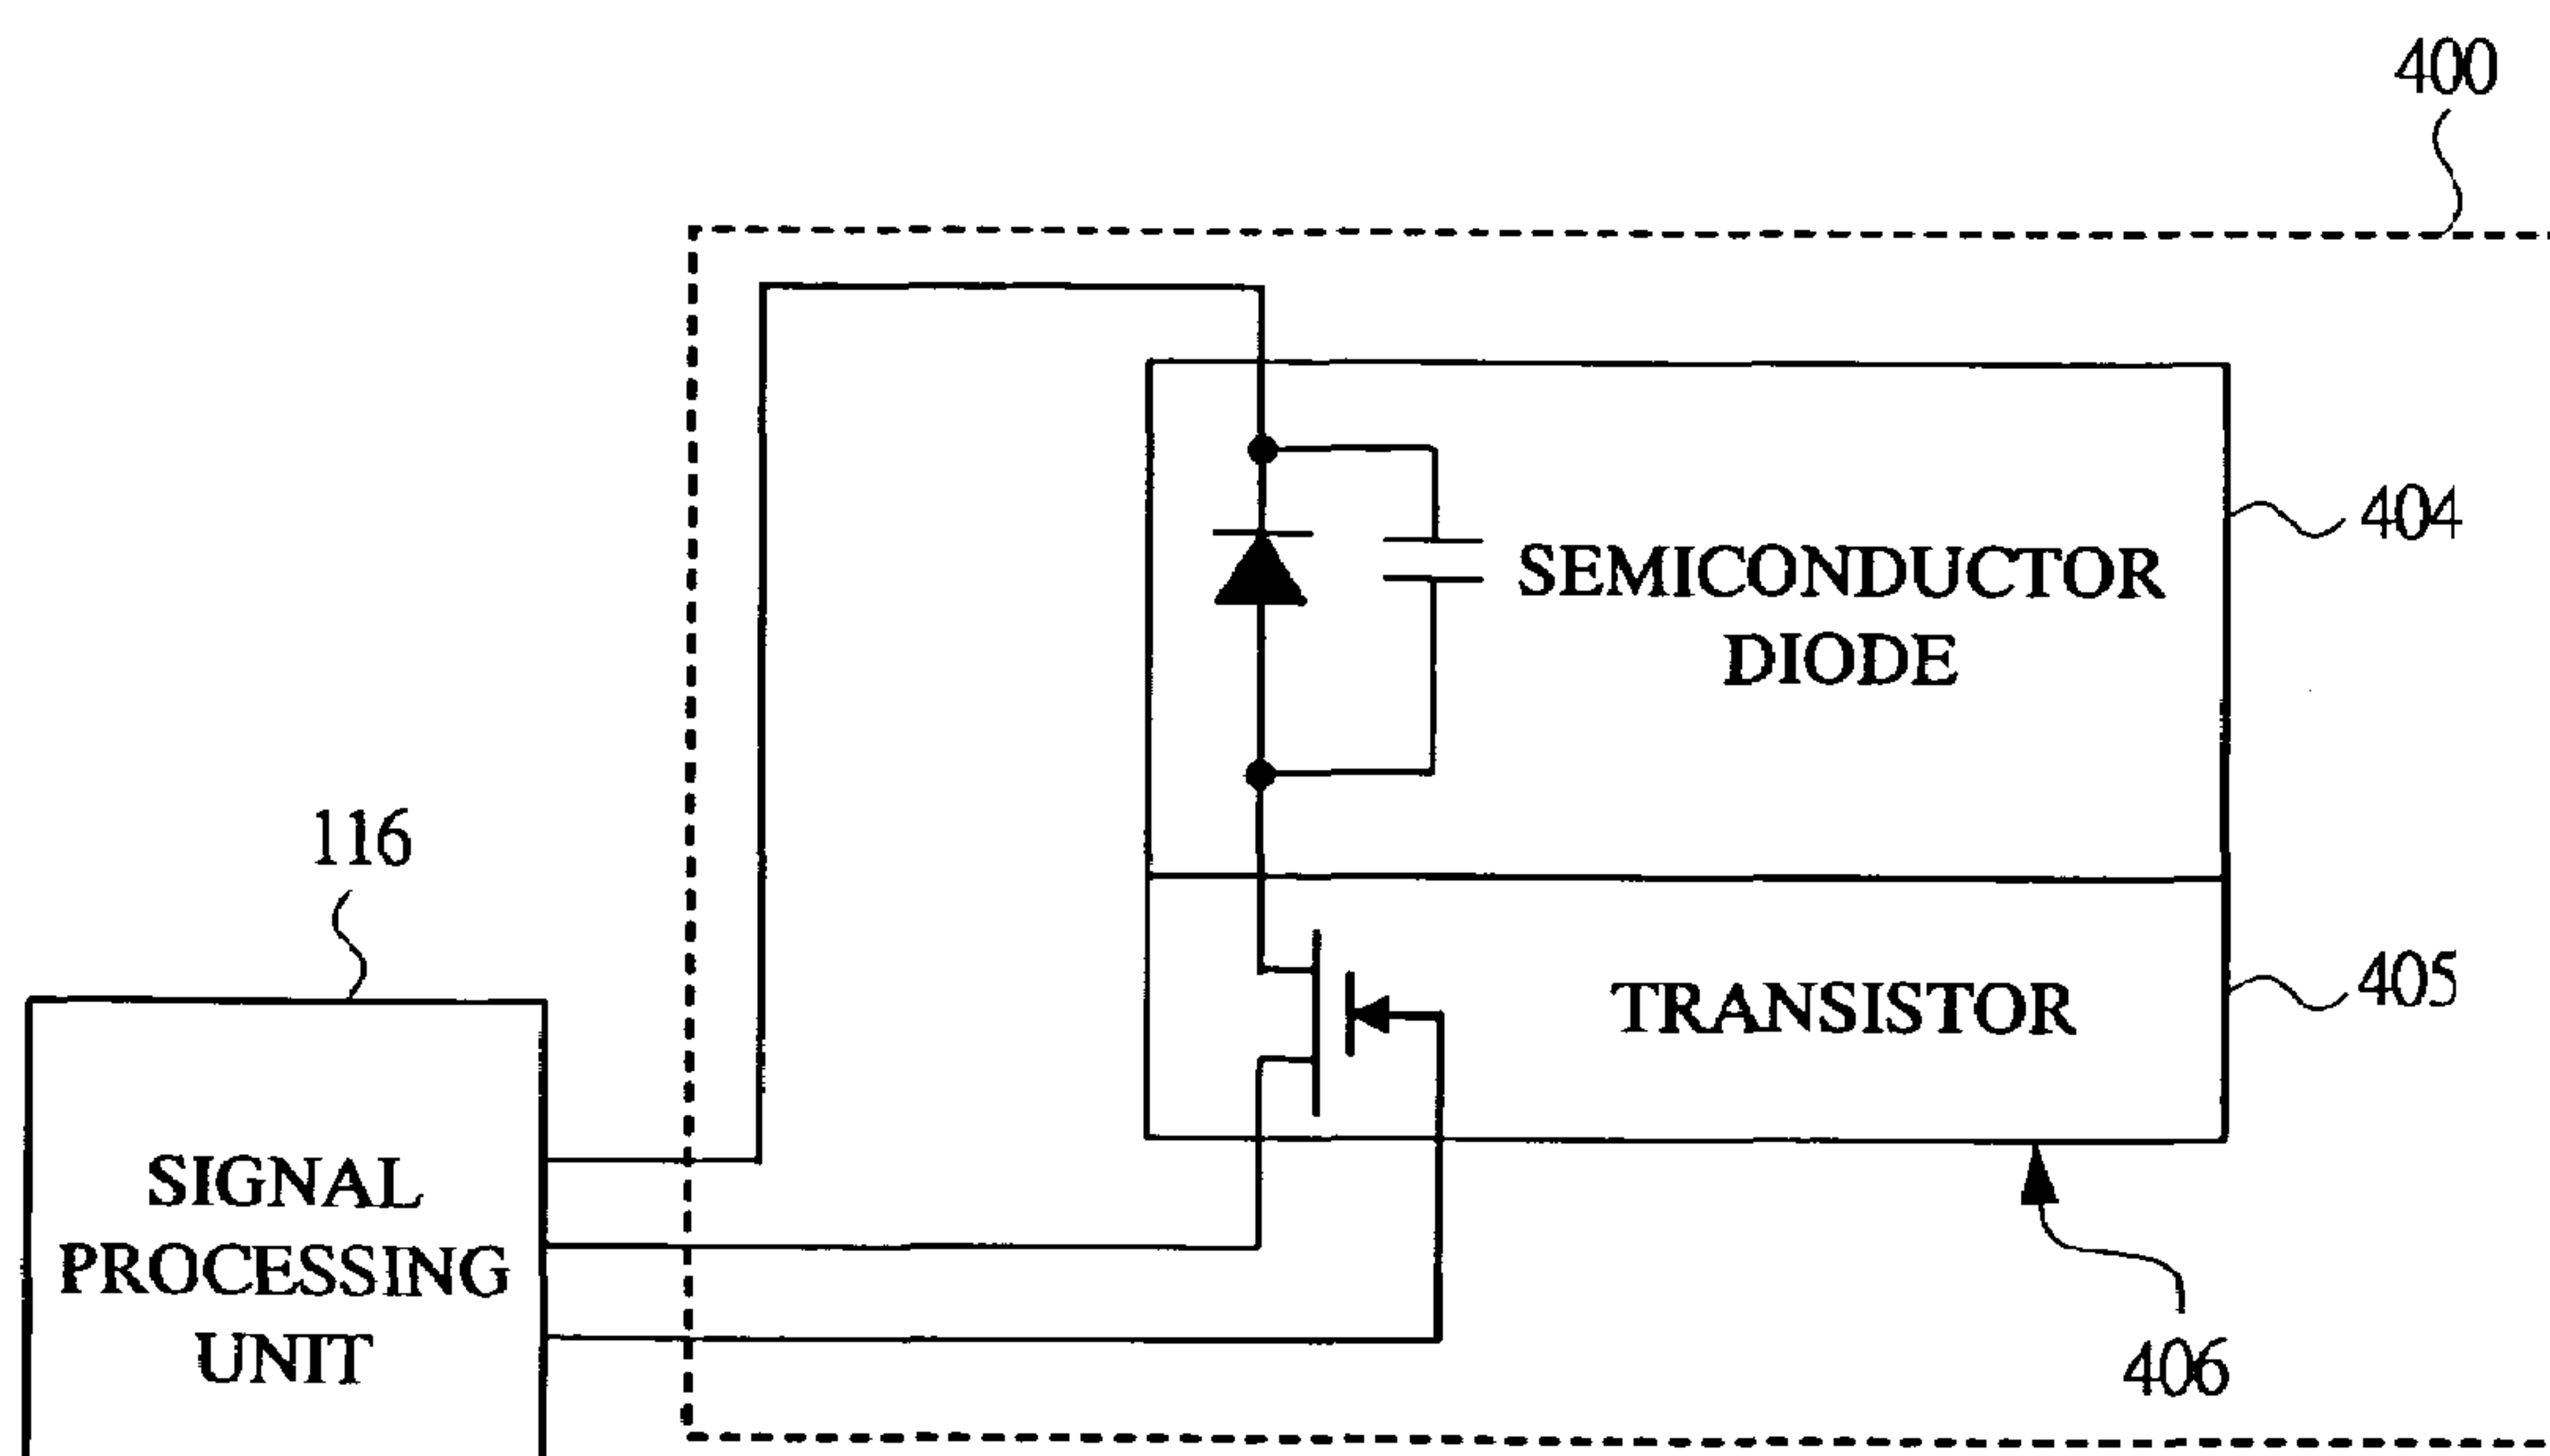 400
404
SEMICONDUCTOR
DIODE
116
405
TRANSISTOR
SIGNAL
PROCESSING
UNIT
406